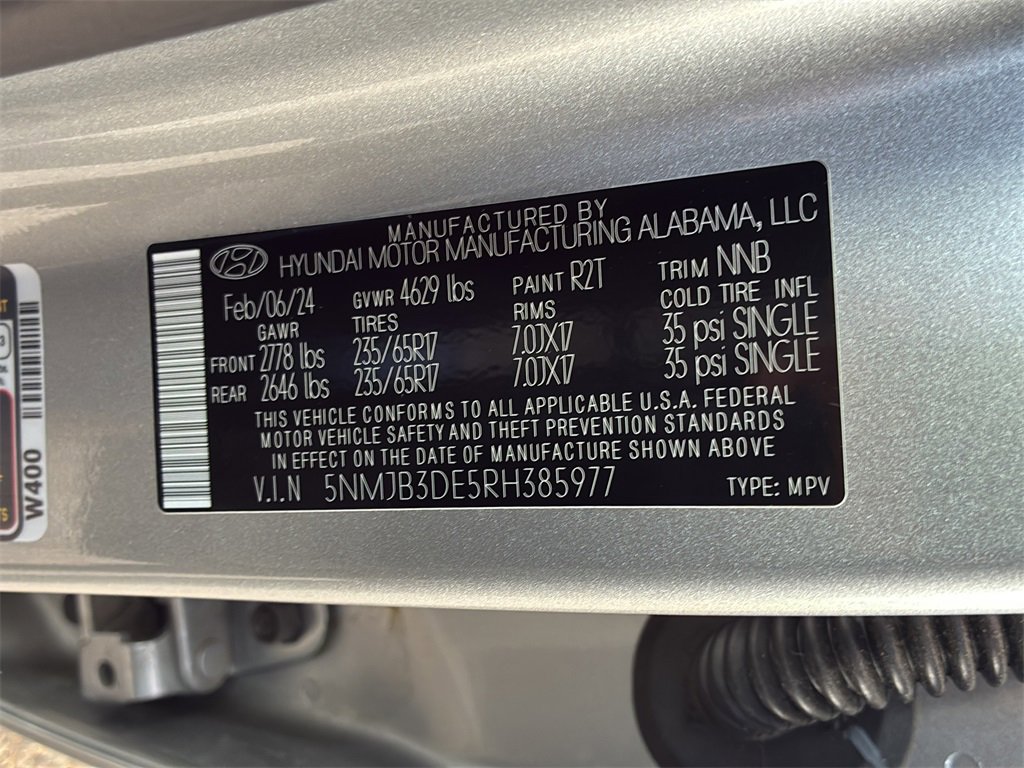 MANUFACTURED BY
HYUNDAI MOTOR MANUFACTURING ALABAMA, LLC
Feb/06/24 GVWR 4629 lbs PAINT R2T TRIM NNB
GAWR TIRES RIMS COLD TIRE INFL
FRONT 2778 lbs 235/65R17 7.0JX17 35 psi SINGLE
REAR 2646 lbs 235/65R17 7.0JX17 35 psi SINGLE
THIS VEHICLE CONFORMS TO ALL APPLICABLE U.S.A. FEDERAL
MOTOR VEHICLE SAFETY AND THEFT PREVENTION STANDARDS
IN EFFECT ON THE DATE OF MANUFACTURE SHOWN ABOVE
V.I.N 5NMJB3DE5RH385977 TYPE: MPV
W400